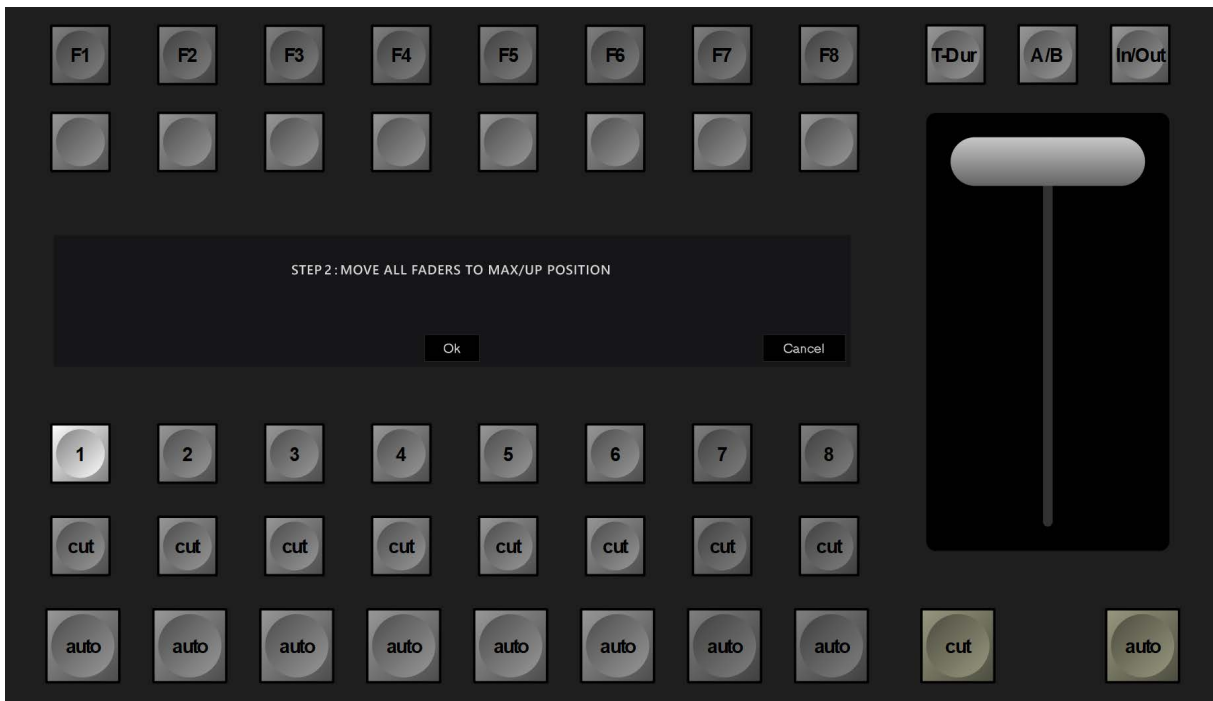 F1 F2 F3 F4 F5 F6 F7 F8 T-Dur A/B In/Out
STEP 2 : MOVE ALL FADERS TO MAX/UP POSITION
Ok Cancel
1 2 3 4 5 6 7 8
cut cut cut cut cut cut cut cut
auto auto auto auto auto auto auto auto cut auto